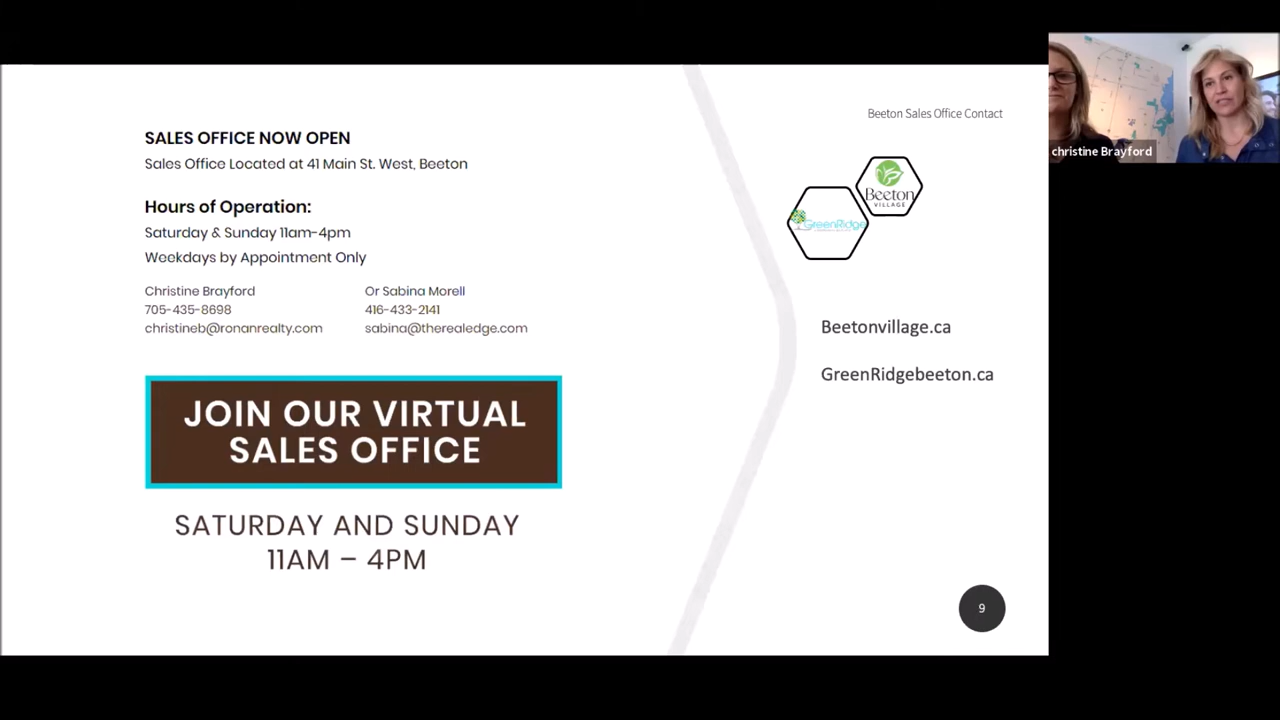 Beeton Sales Office Contact
SALES OFFICE NOW OPEN
Sales Office Located at 41 Main St. West, Beeton
Hours of Operation:
Saturday & Sunday 11am-4pm
Weekdays by Appointment Only
Christine Brayford
705-435-8698
christineb@ronanrealty.com
Or Sabina Morell
416-433-2141
sabina@therealedge.com
JOIN OUR VIRTUAL
SALES OFFICE
SATURDAY AND SUNDAY
11AM – 4PM
Beeton
VILLAGE
GreenRidge
Beetonvillage.ca
GreenRidgebeeton.ca
9
christine Brayford